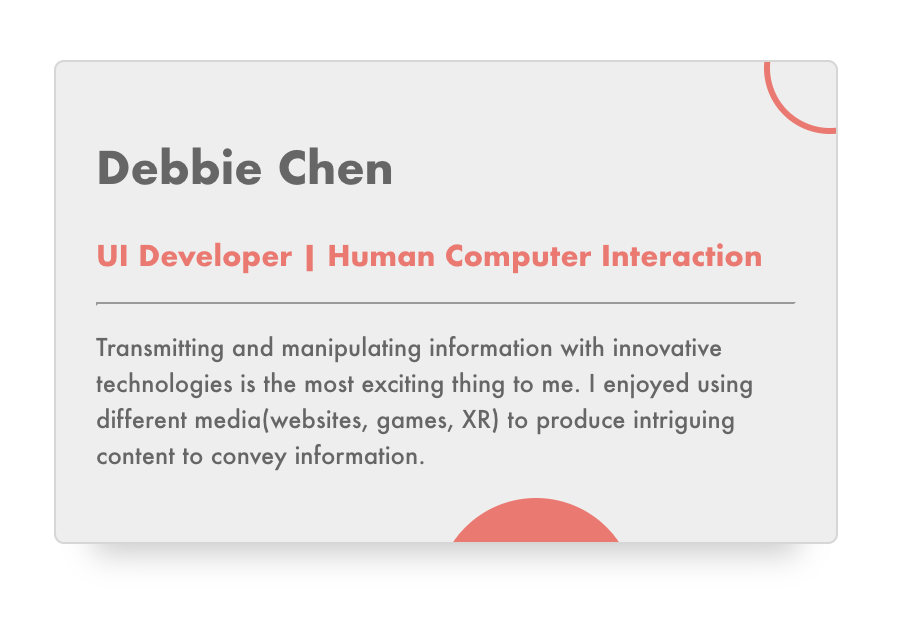 Debbie Chen
UI Developer | Human Computer Interaction
Transmitting and manipulating information with innovative
technologies is the most exciting thing to me. I enjoyed using
different media(websites, games, XR) to produce intriguing
content to convey information.